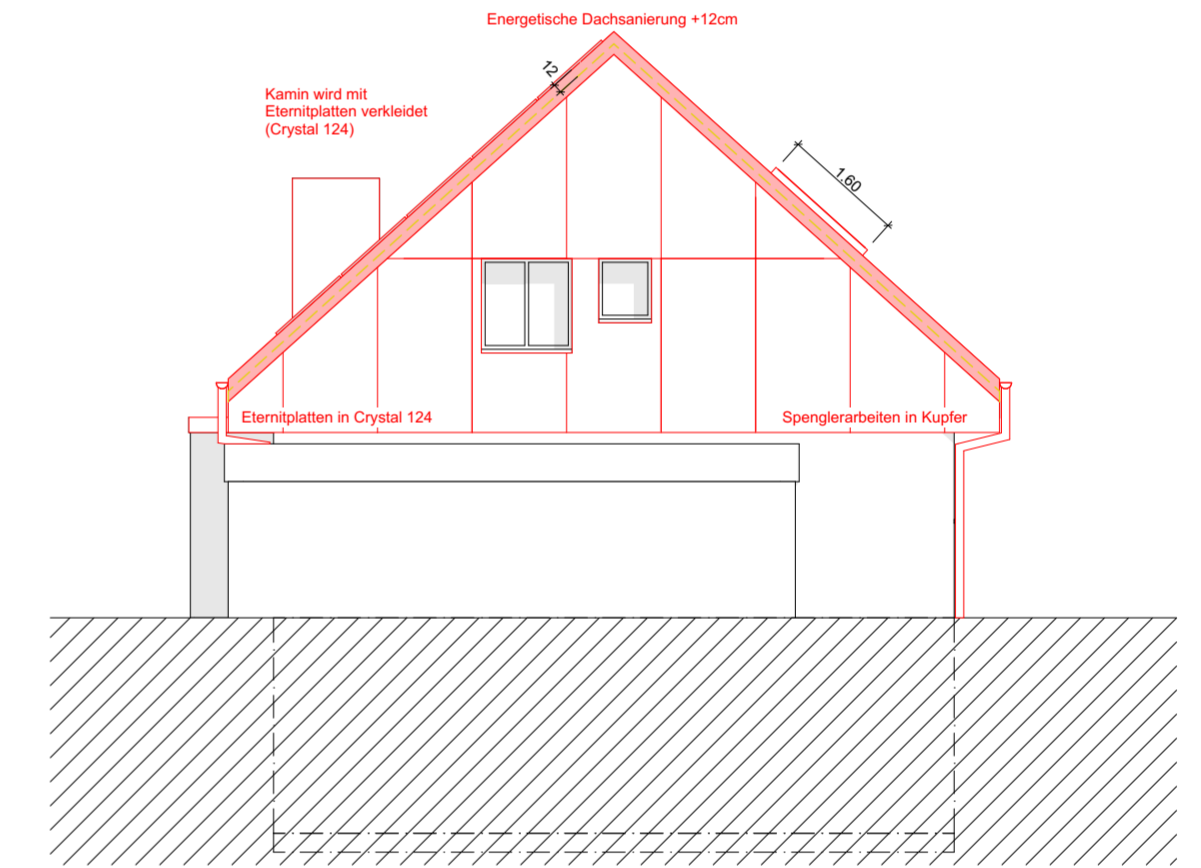 Energetische Dachsanierung +12cm
12
Kamin wird mit
Eternitplatten verkleidet
(Crystal 124)
1.60
Eternitplatten in Crystal 124
Spenglerarbeiten in Kupfer